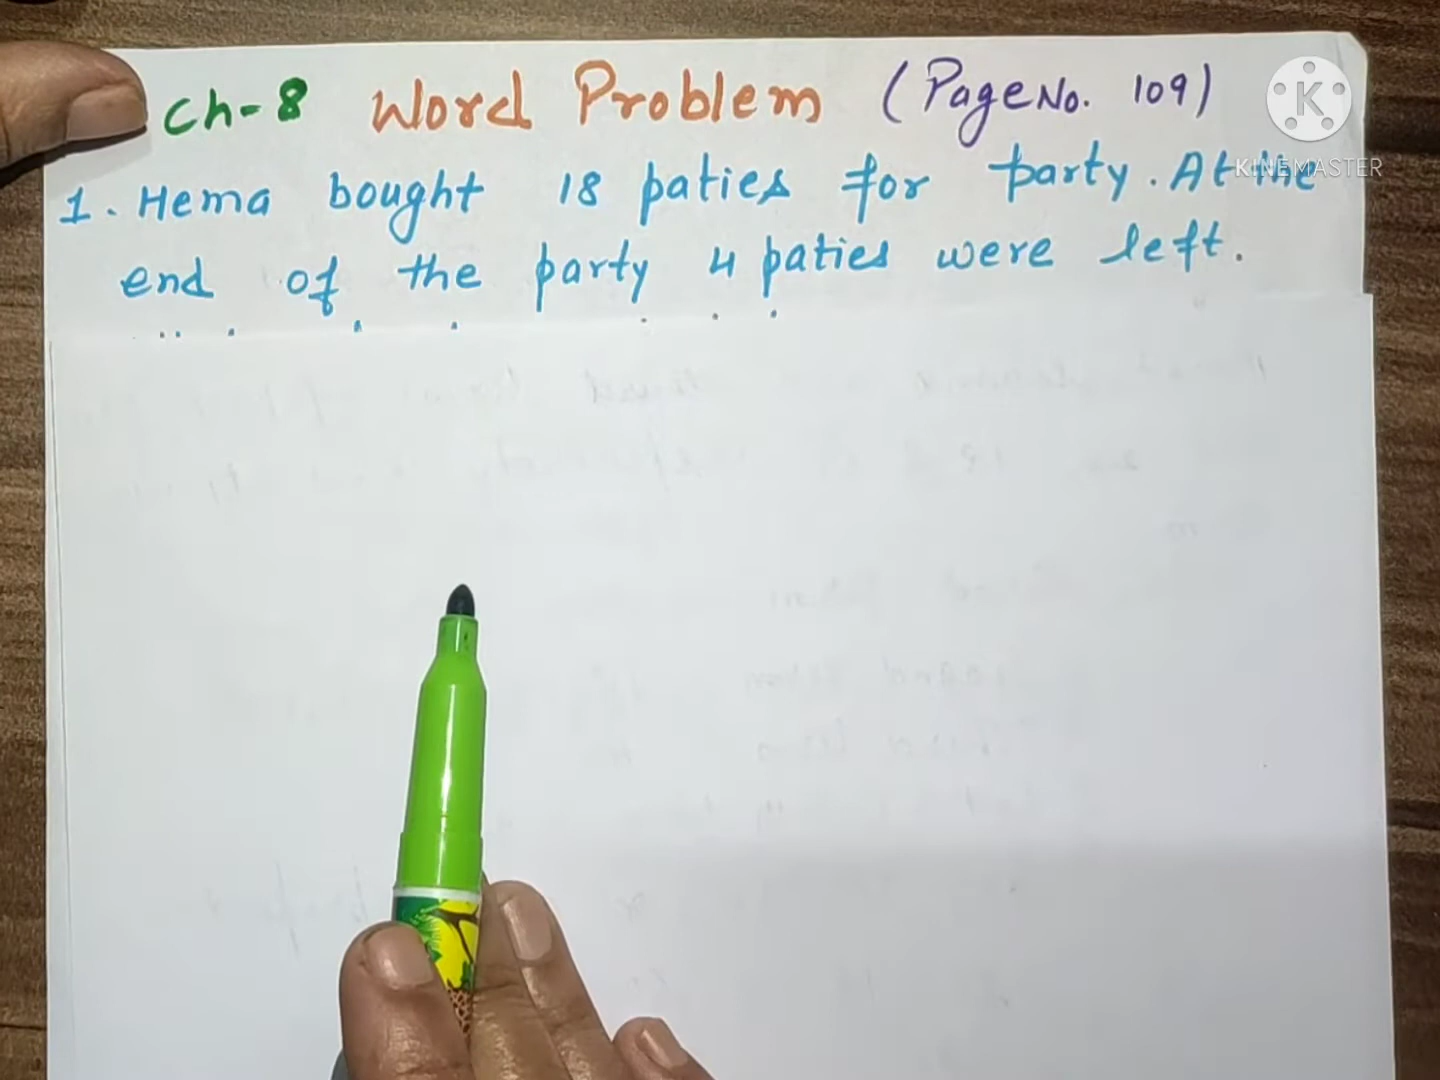 Ch-8 Word Problem (Page No. 109)
K
KINEMASTER
1. Hema bought 18 paties for party. At the
end of the party 4 paties were left.